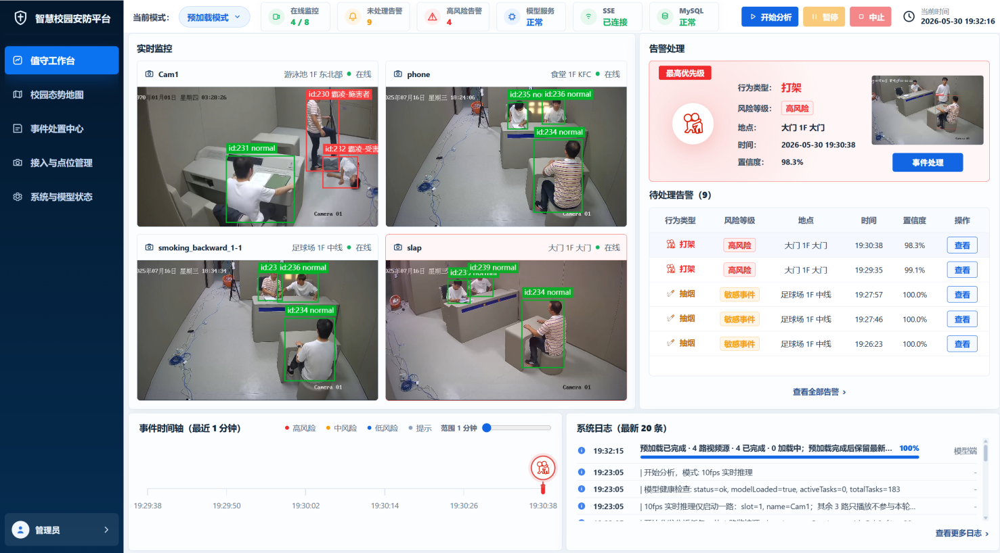 智慧校园安防平台
值守工作台
校园态势地图
事件处置中心
接入与点位管理
系统与模型状态
管理员
当前模式：
预加载模式
在线监控
4 / 8
未处理告警
9
高风险告警
4
模型服务
正常
SSE
已连接
MySQL
正常
开始分析
暂停
中止
当前时间
2026-05-30 19:32:16
实时监控
Cam1
游泳池 1F 东北部
在线
970年01月01日 星期四 03:28:26
id:230 霸凌-施害者
id:231 normal
id:232 霸凌-受害
Camera 01
phone
食堂 1F KFC
在线
025年07月16日 星期三 18:24:06
id:235 no
id:236 normal
id:234 normal
Camera 01
smoking_backward_1-1
足球场 1F 中线
在线
025年07月16日 星期三 18:34:34
id:23
id:236 normal
id:234 normal
Camera 01
slap
大门 1F 大门
在线
025年07月16日 星期三
id:239 normal
id:234 normal
Camera 01
告警处理
最高优先级
行为类型：
打架
风险等级：
高风险
地点：
大门 1F 大门
时间：
2026-05-30 19:30:38
置信度：
98.3%
事件处理
待处理告警（9）
行为类型 风险等级 地点 时间 置信度 操作
打架 高风险 大门 1F 大门 19:30:38 98.3% 查看
打架 高风险 大门 1F 大门 19:29:35 99.1% 查看
抽烟 敏感事件 足球场 1F 中线 19:27:57 100.0% 查看
抽烟 敏感事件 足球场 1F 中线 19:27:46 100.0% 查看
抽烟 敏感事件 足球场 1F 中线 19:26:23 100.0% 查看
查看全部告警 ›
事件时间轴（最近 1 分钟）
高风险
中风险
低风险
提示
范围 1 分钟
19:29:38 19:29:50 19:30:02 19:30:14 19:30:26 19:30:38
系统日志（最新 20 条）
19:32:15 预加载已完成 · 4 路视频源 · 4 已完成 · 0 加载中；预加载完成后保留最新... 100% 模型端
19:23:05 | 开始分析，模式: 10fps 实时推理 -
19:23:05 | 模型健康检查: status=ok, modelLoaded=true, activeTasks=0, totalTasks=183 -
19:23:05 | 10fps 实时推理仅启动一路：slot=1, name=Cam1；其余 3 路只播放不参与本轮... -
查看更多日志 ›